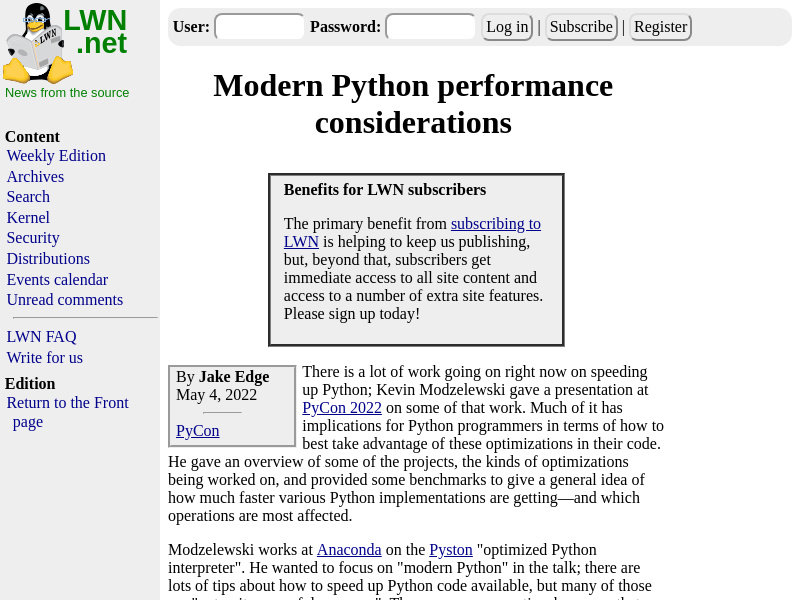 LWN
.net
News from the source
Content
Weekly Edition
Archives
Search
Kernel
Security
Distributions
Events calendar
Unread comments
LWN FAQ
Write for us
Edition
Return to the Front
page
User: Password: Log in | Subscribe | Register
Modern Python performance
considerations
Benefits for LWN subscribers
The primary benefit from subscribing to
LWN is helping to keep us publishing,
but, beyond that, subscribers get
immediate access to all site content and
access to a number of extra site features.
Please sign up today!
By Jake Edge
May 4, 2022
PyCon
There is a lot of work going on right now on speeding
up Python; Kevin Modzelewski gave a presentation at
PyCon 2022 on some of that work. Much of it has
implications for Python programmers in terms of how to
best take advantage of these optimizations in their code.
He gave an overview of some of the projects, the kinds of optimizations
being worked on, and provided some benchmarks to give a general idea of
how much faster various Python implementations are getting—and which
operations are most affected.
Modzelewski works at Anaconda on the Pyston "optimized Python
interpreter". He wanted to focus on "modern Python" in the talk; there are
lots of tips about how to speed up Python code available, but many of those